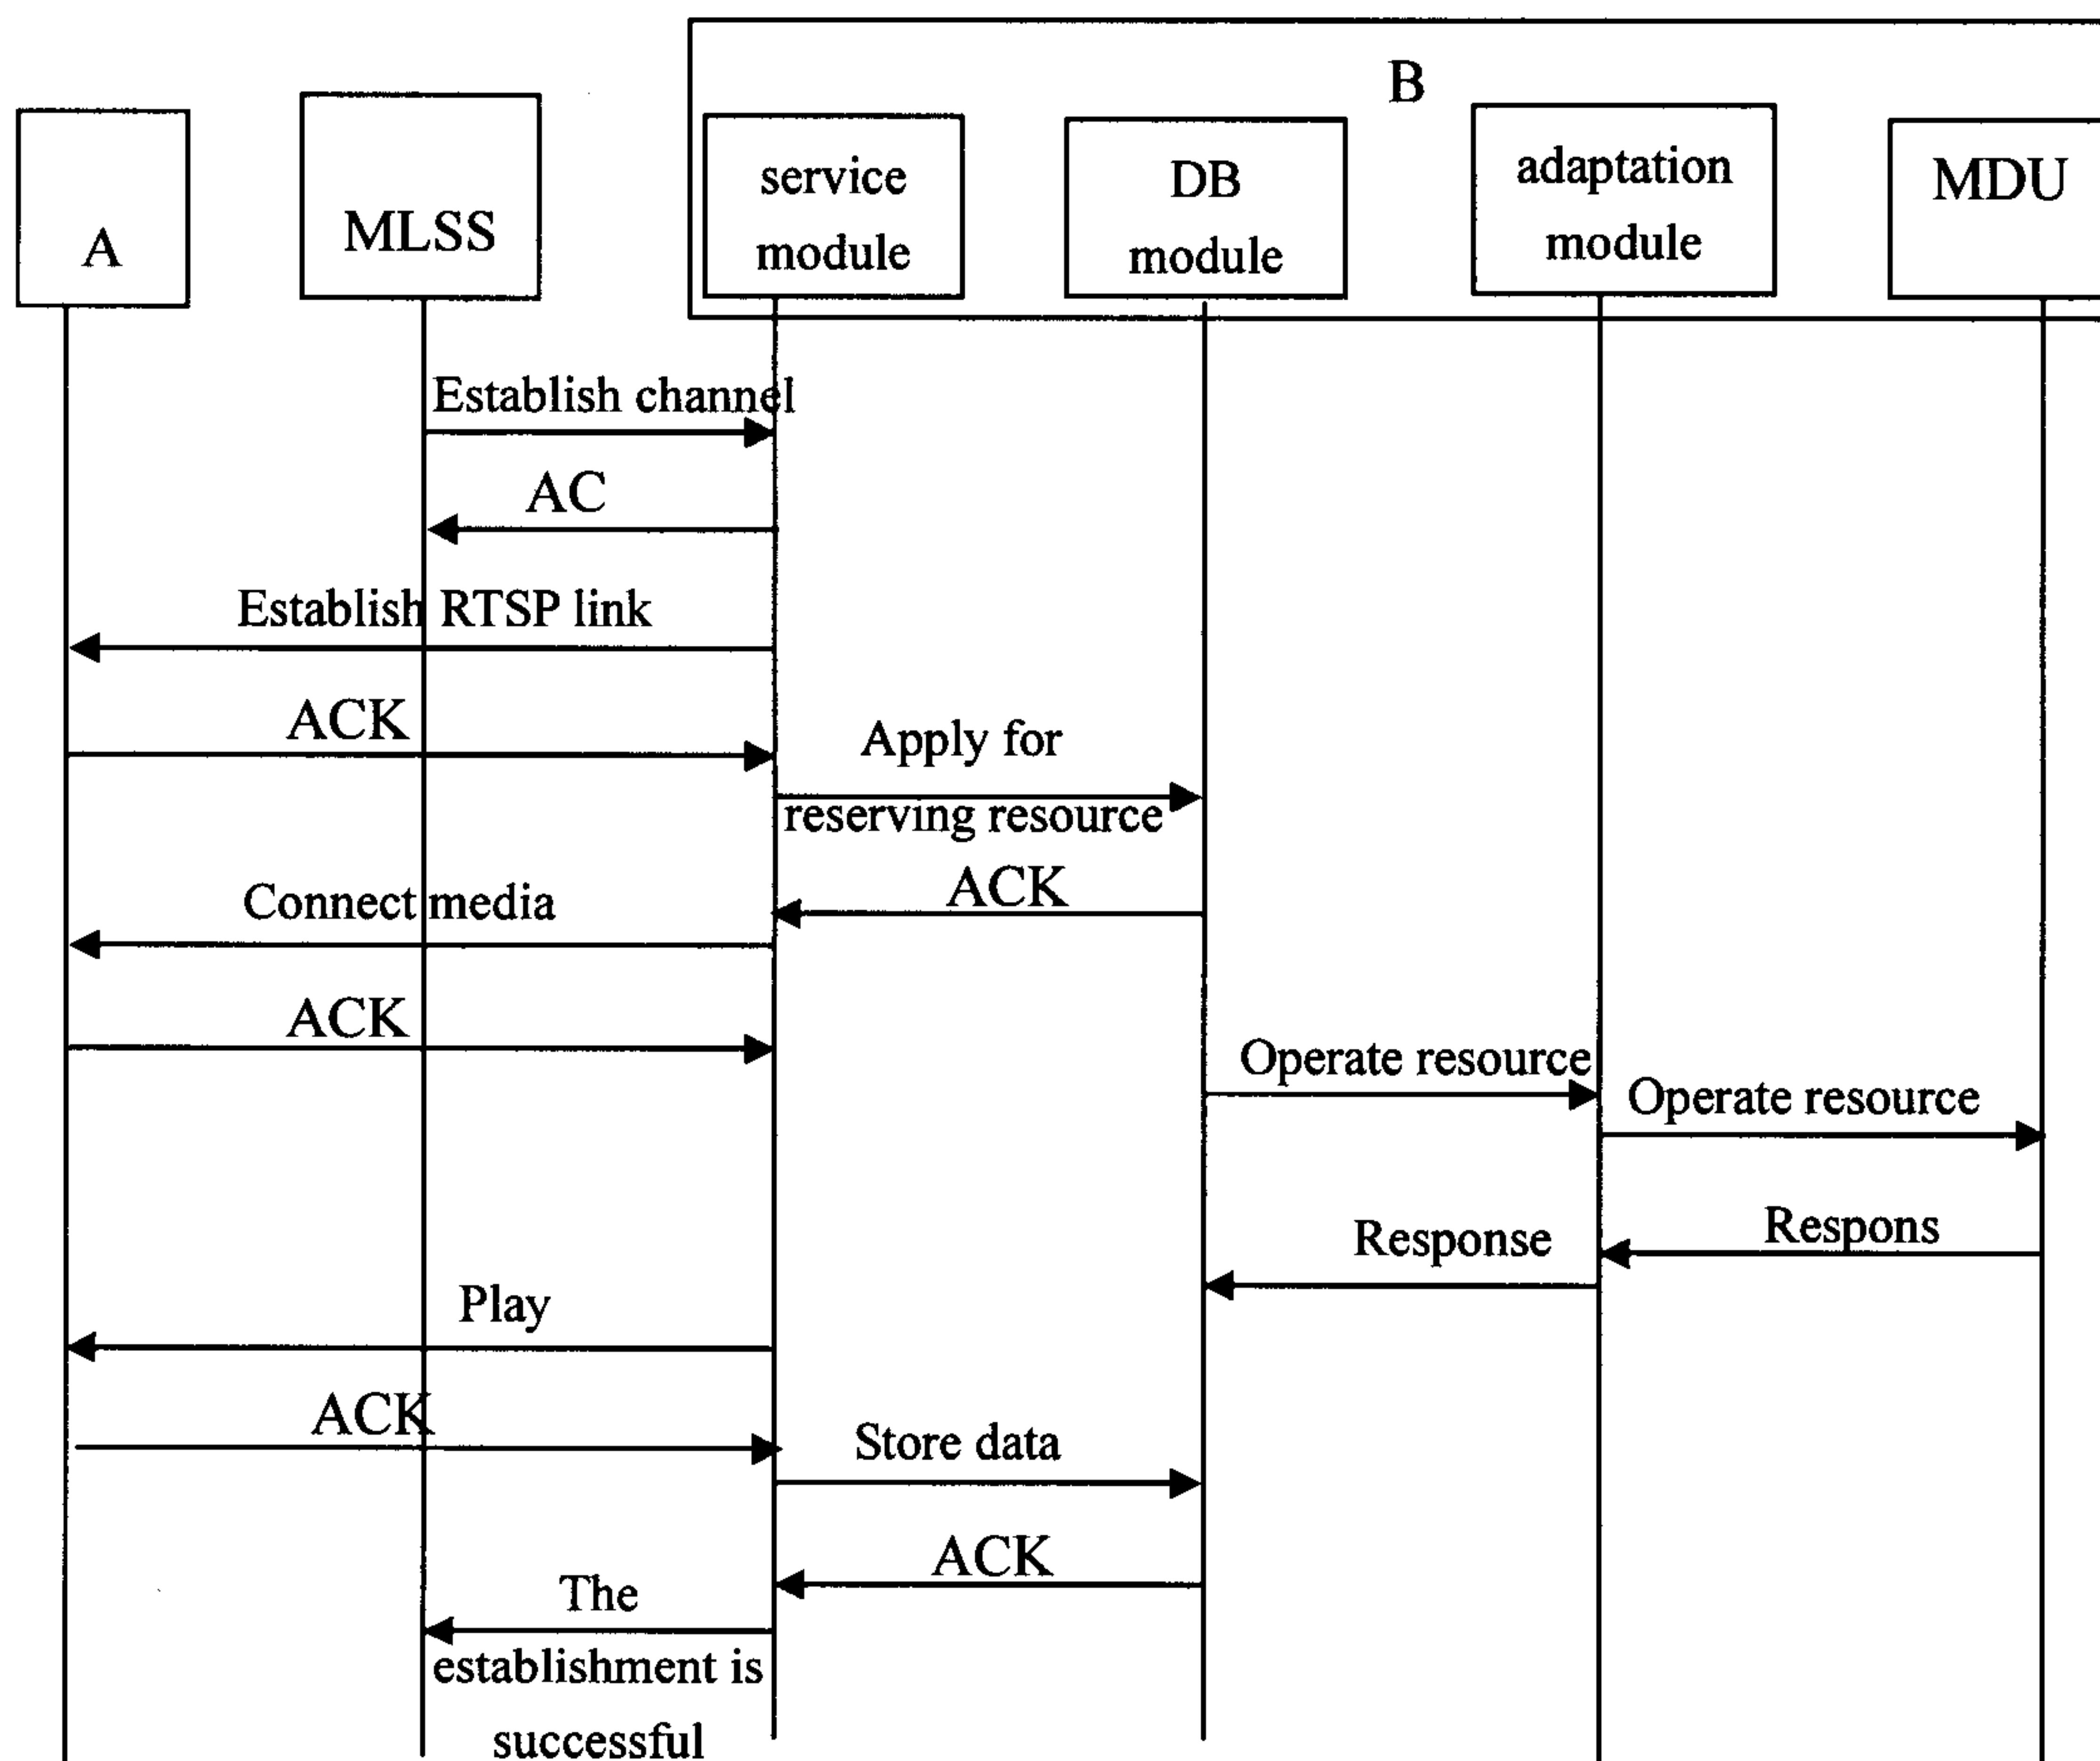 B
A
MLSS
service
module
DB
module
adaptation
module
MDU
Establish channel
AC
Establish RTSP link
ACK
Apply for
reserving resource
ACK
Connect media
ACK
Operate resource
Operate resource
Respons
Response
Play
ACK
Store data
ACK
The
establishment is
successful